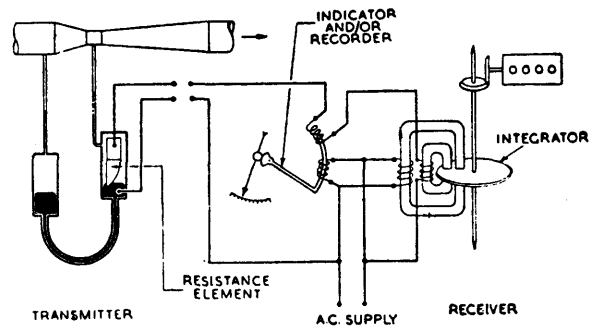 INDICATOR
AND/OR
RECORDER
INTEGRATOR
RESISTANCE
ELEMENT
TRANSMITTER
A.C. SUPPLY
RECEIVER